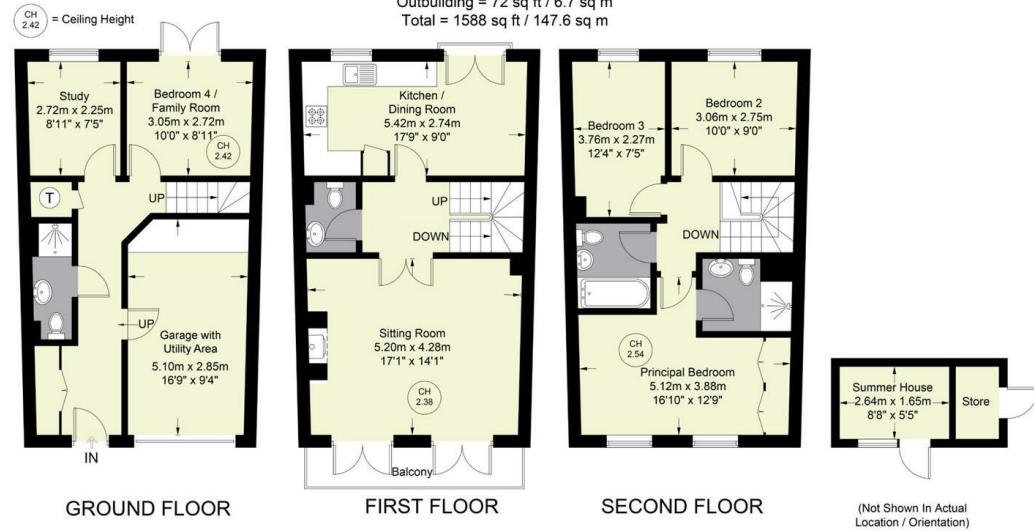 CH
2.42
= Ceiling Height
Outbuilding = 72 sq ft / 6.7 sq m
Total = 1588 sq ft / 147.6 sq m
Study
2.72m x 2.25m
8'11" x 7'5"
Bedroom 4 /
Family Room
3.05m x 2.72m
10'0" x 8'11"
CH
2.42
T
UP
UP
Garage with
Utility Area
5.10m x 2.85m
16'9" x 9'4"
IN
GROUND FLOOR
Kitchen /
Dining Room
5.42m x 2.74m
17'9" x 9'0"
UP
DOWN
Sitting Room
5.20m x 4.28m
17'1" x 14'1"
CH
2.38
Balcony
FIRST FLOOR
Bedroom 3
3.76m x 2.27m
12'4" x 7'5"
Bedroom 2
3.06m x 2.75m
10'0" x 9'0"
DOWN
CH
2.54
Principal Bedroom
5.12m x 3.88m
16'10" x 12'9"
SECOND FLOOR
Summer House
2.64m x 1.65m
8'8" x 5'5"
Store
(Not Shown In Actual
Location / Orientation)